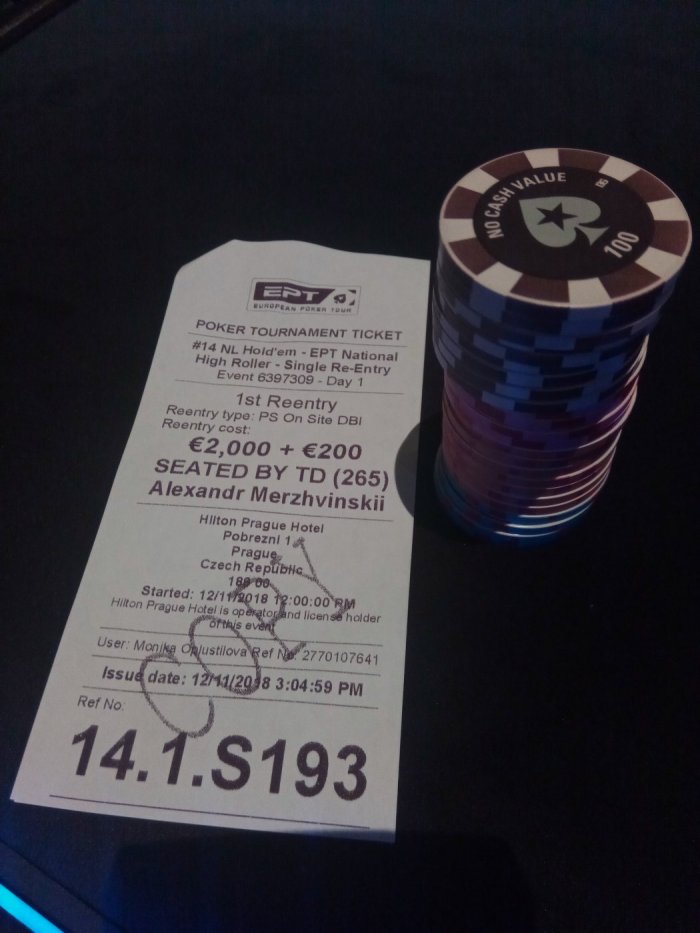 EPT
EUROPEAN POKER TOUR
POKER TOURNAMENT TICKET
#14 NL Hold'em - EPT National
High Roller - Single Re-Entry
Event 6397309 - Day 1
1st Reentry
Reentry type: PS On Site DBI
Reentry cost:
€2,000 + €200
SEATED BY TD (265)
Alexandr Merzhvinskii
Hilton Prague Hotel
Pobrezni 1
Prague
Czech Republic
186 00
Started: 12/11/2018 12:00:00 PM
Hilton Prague Hotel is operator and license holder
of this event
User: Monika Oplustilova Ref No: 2770107641
Issue date: 12/11/2018 3:04:59 PM
COPY
Ref No.
14.1.S193
NO CASH VALUE
100